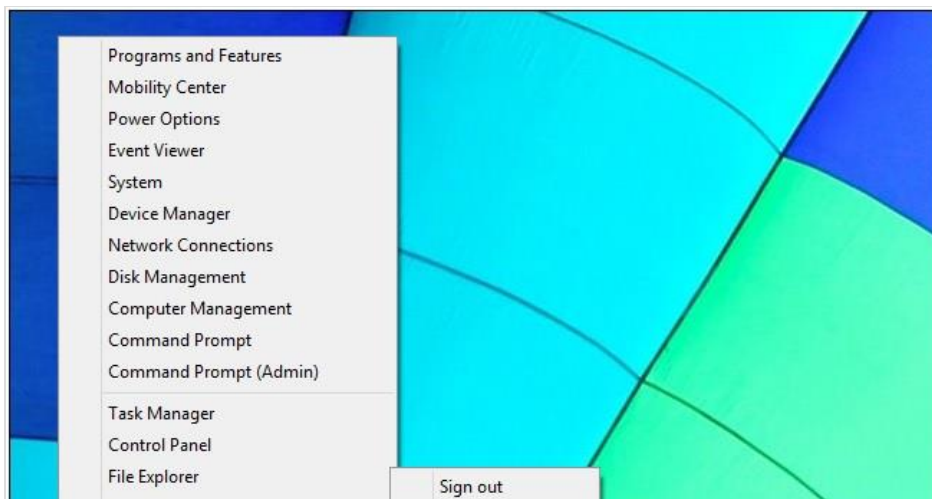 Programs and Features
Mobility Center
Power Options
Event Viewer
System
Device Manager
Network Connections
Disk Management
Computer Management
Command Prompt
Command Prompt (Admin)
Task Manager
Control Panel
File Explorer
Sign out